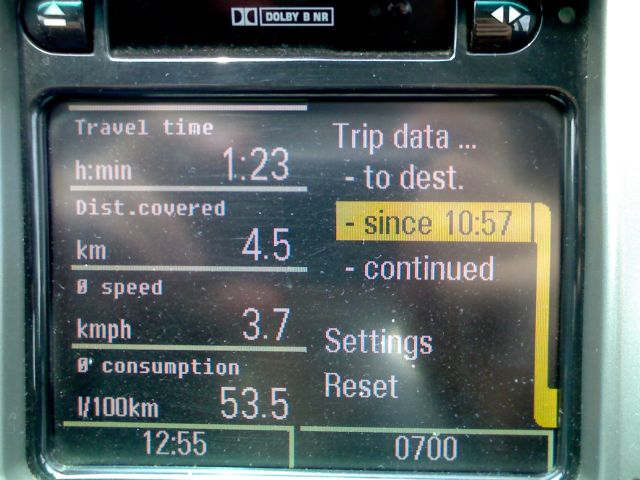 DOLBY B NR
Travel time
h:min 1:23
Dist.covered
km 4.5
Ø speed
kmph 3.7
Ø consumption
l/100km 53.5
12:55
Trip data ...
- to dest.
- since 10:57
- continued
Settings
Reset
0700